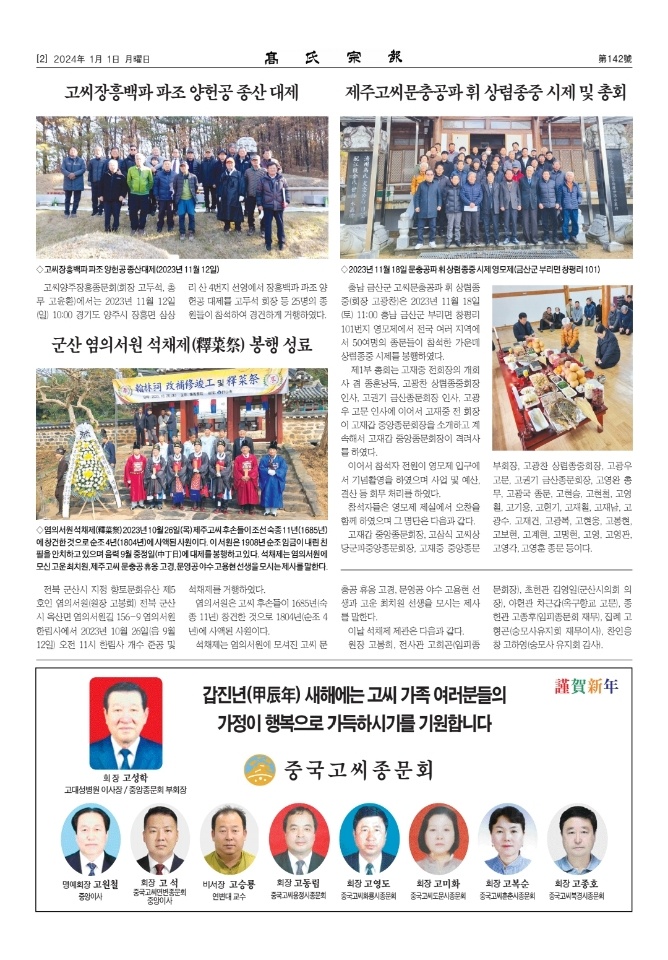 [2] 2024年 1月 1日 月曜日
高氏宗報
第142號
고씨장흥백파 파조 양헌공 종산 대제
◇고씨장흥백파 파조 양헌공 종산대제(2023년 11월 12일)
고씨양주장흥종문회(회장 고두석, 총
무 고윤환)에서는 2023년 11월 12일
(일) 10:00 경기도 양주시 장흥면 삼상
리 산 4번지 선영에서 장흥백파 파조 양
헌공 대제를 고두석 회장 등 25명의 종
원들이 참석하여 경건하게 거행하였다.
제주고씨문충공파 휘 상렴종중 시제 및 총회
◇2023년 11월 18일 문충공파 휘 상렴종중 시제 영모제(금산군 부리면 창평리 101)
충남 금산군 고씨문충공파 휘 상렴종
중(회장 고광찬)은 2023년 11월 18일
(토) 11:00 충남 금산군 부리면 창평리
101번지 영모제에서 전국 여러 지역에
서 50여명의 종문들이 참석한 가운데
상렴종중 시제를 봉행하였다.
제1부 총회는 고재중 전회장의 개회
사 겸 종훈낭독, 고광찬 상렴종중회장
인사, 고권기 금산종문회장 인사, 고광
우 고문 인사에 이어서 고재중 전 회장
이 고재갑 중앙종문회장을 소개하고 계
속해서 고재갑 중앙종문회장이 격려사
를 하였다.
이어서 참석자 전원이 영모제 입구에
서 기념촬영을 하였으며 사업 및 예산,
결산 등 회무 처리를 하였다.
참석자들은 영모제 제실에서 오찬을
함께 하였으며 그 명단은 다음과 같다.
고재갑 중앙종문회장, 고삼식 고씨상
당군파중앙종회장, 고재중 중앙종문
부회장, 고광찬 상렴종중회장, 고광우
고문, 고권기 금산종문회장, 고영완 총
무, 고광국 종문, 고현승, 고현철, 고영
철, 고기용, 고헌기, 고재철, 고재남, 고
광수, 고재건, 고광복, 고현웅, 고봉현,
고보현, 고계현, 고명헌, 고영, 고영관,
고영각, 고영훈 종문 등이다.
군산 염의서원 석채제(釋菜祭) 봉행 성료
翰林祠 改補修竣工 및 釋菜祭
◇염의서원 석채제(釋菜祭) 2023년 10월 26일(목) 제주고씨 후손들이 조선 숙종 11년(1685년)
에 창건한 것으로 순조 4년(1804년)에 사액된 사원이다. 이 서원은 1908년 순조 임금이 내린 친
필을 안치하고 있으며 음력 9월 중정일(中丁日)에 대제를 봉행하고 있다. 석채제는 염의서원에
모신 고운 최치원, 제주고씨 문충공 휴옹 고경, 문영공 야수 고용현 선생을 모시는 제사를 말한다.
전북 군산시 지정 향토문화유산 제5
호인 염의서원(원장 고봉희) 전북 군산
시 옥산면 염의서원길 156-9 염의서원
한림사에서 2023년 10월 26일(음 9월
12일) 오전 11시 한림사 개수 준공 및
석채제를 거행하였다.
염의서원은 고씨 후손들이 1685년(숙
종 11년) 창건한 것으로 1804년(순조 4
년)에 사액된 사원이다.
석채제는 염의서원에 모셔진 고씨 문
충공 휴옹 고경, 문영공 야수 고용현 선
생과 고운 최치원 선생을 모시는 제사
를 말한다.
이날 석채제 제관은 다음과 같다.
원장 고봉희, 전사관 고희곤(임피종
문회장), 초헌관 김영일(군산시의회 의
장), 아헌관 차근갑(옥구향교 고문), 종
헌관 고종후(임피종문회 재무), 집례 고
형곤(숭모사유지회 재무이사), 찬인응
창 고하영(숭모사 유지회 감사).
갑진년(甲辰年) 새해에는 고씨 가족 여러분들의
가정이 행복으로 가득하시기를 기원합니다
謹賀新年
중국고씨종문회
회장 고성학
고대성병원 이사장 / 중앙종문회 부회장
명예회장 고원철
중앙이사
회장 고 석
중국고씨연변종문회
중앙이사
비서장 고승룡
연변대 교수
회장 고동림
중국고씨용정시종문회
회장 고영도
중국고씨화룡시종문회
회장 고미화
중국고씨도문시종문회
회장 고복순
중국고씨훈춘시종문회
회장 고종호
중국고씨북경시종문회